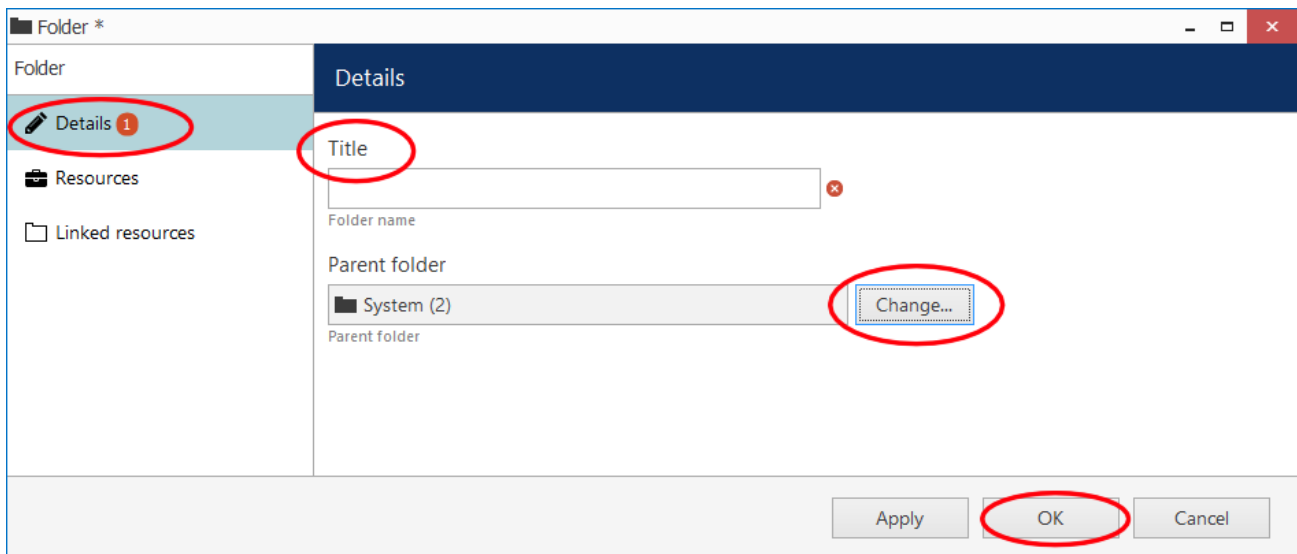 Folder *
Folder
Details
Details 1
Resources
Linked resources
Title
Folder name
Parent folder
System (2)
Change...
Parent folder
Apply
OK
Cancel